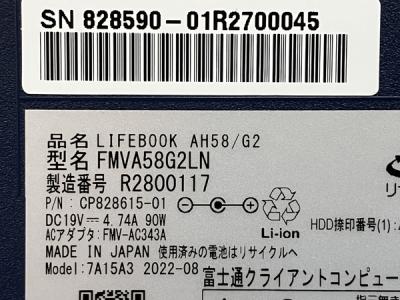 SN 828590-01R2700045
品名 LIFEBOOK AH58/G2
型名 FMVA58G2LN
製造番号 R2800117
P/N: CP828615-01
DC19V 4.74A 90W
ACアダプタ: FMV-AC343A
Li-ion
HDD捺印番号(1):
MADE IN JAPAN 使用済みの電池はリサイクルへ
Model:7A15A3 2022-08
富士通クライアントコンピュー